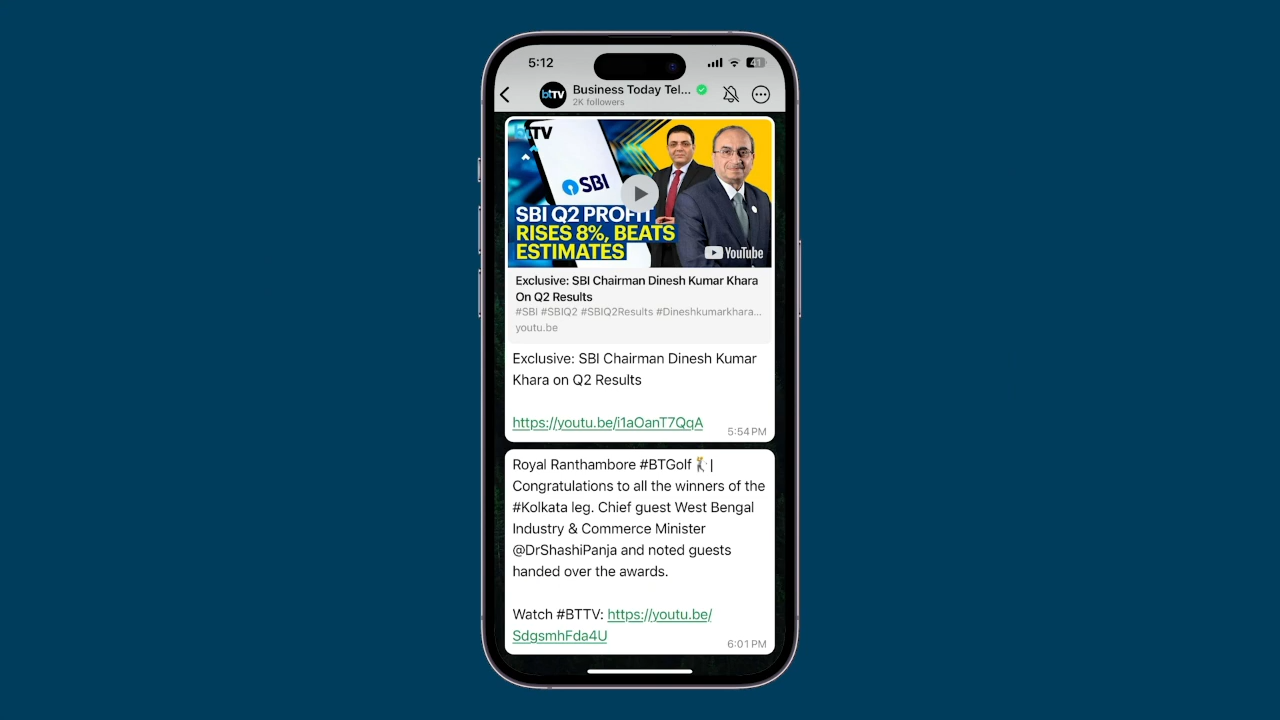 5:12
41
btTV
Business Today Tel...
2K followers
btTV
SBI
SBI Q2 PROFIT
RISES 8%, BEATS
ESTIMATES
YouTube
Exclusive: SBI Chairman Dinesh Kumar Khara
On Q2 Results
#SBI #SBIQ2 #SBIQ2Results #Dineshkumarkhara...
youtu.be
Exclusive: SBI Chairman Dinesh Kumar
Khara on Q2 Results
https://youtu.be/i1aOanT7QqA
5:54 PM
Royal Ranthambore #BTGolf🏌|
Congratulations to all the winners of the
#Kolkata leg. Chief guest West Bengal
Industry & Commerce Minister
@DrShashiPanja and noted guests
handed over the awards.
Watch #BTTV: https://youtu.be/
SdgsmhFda4U
6:01 PM